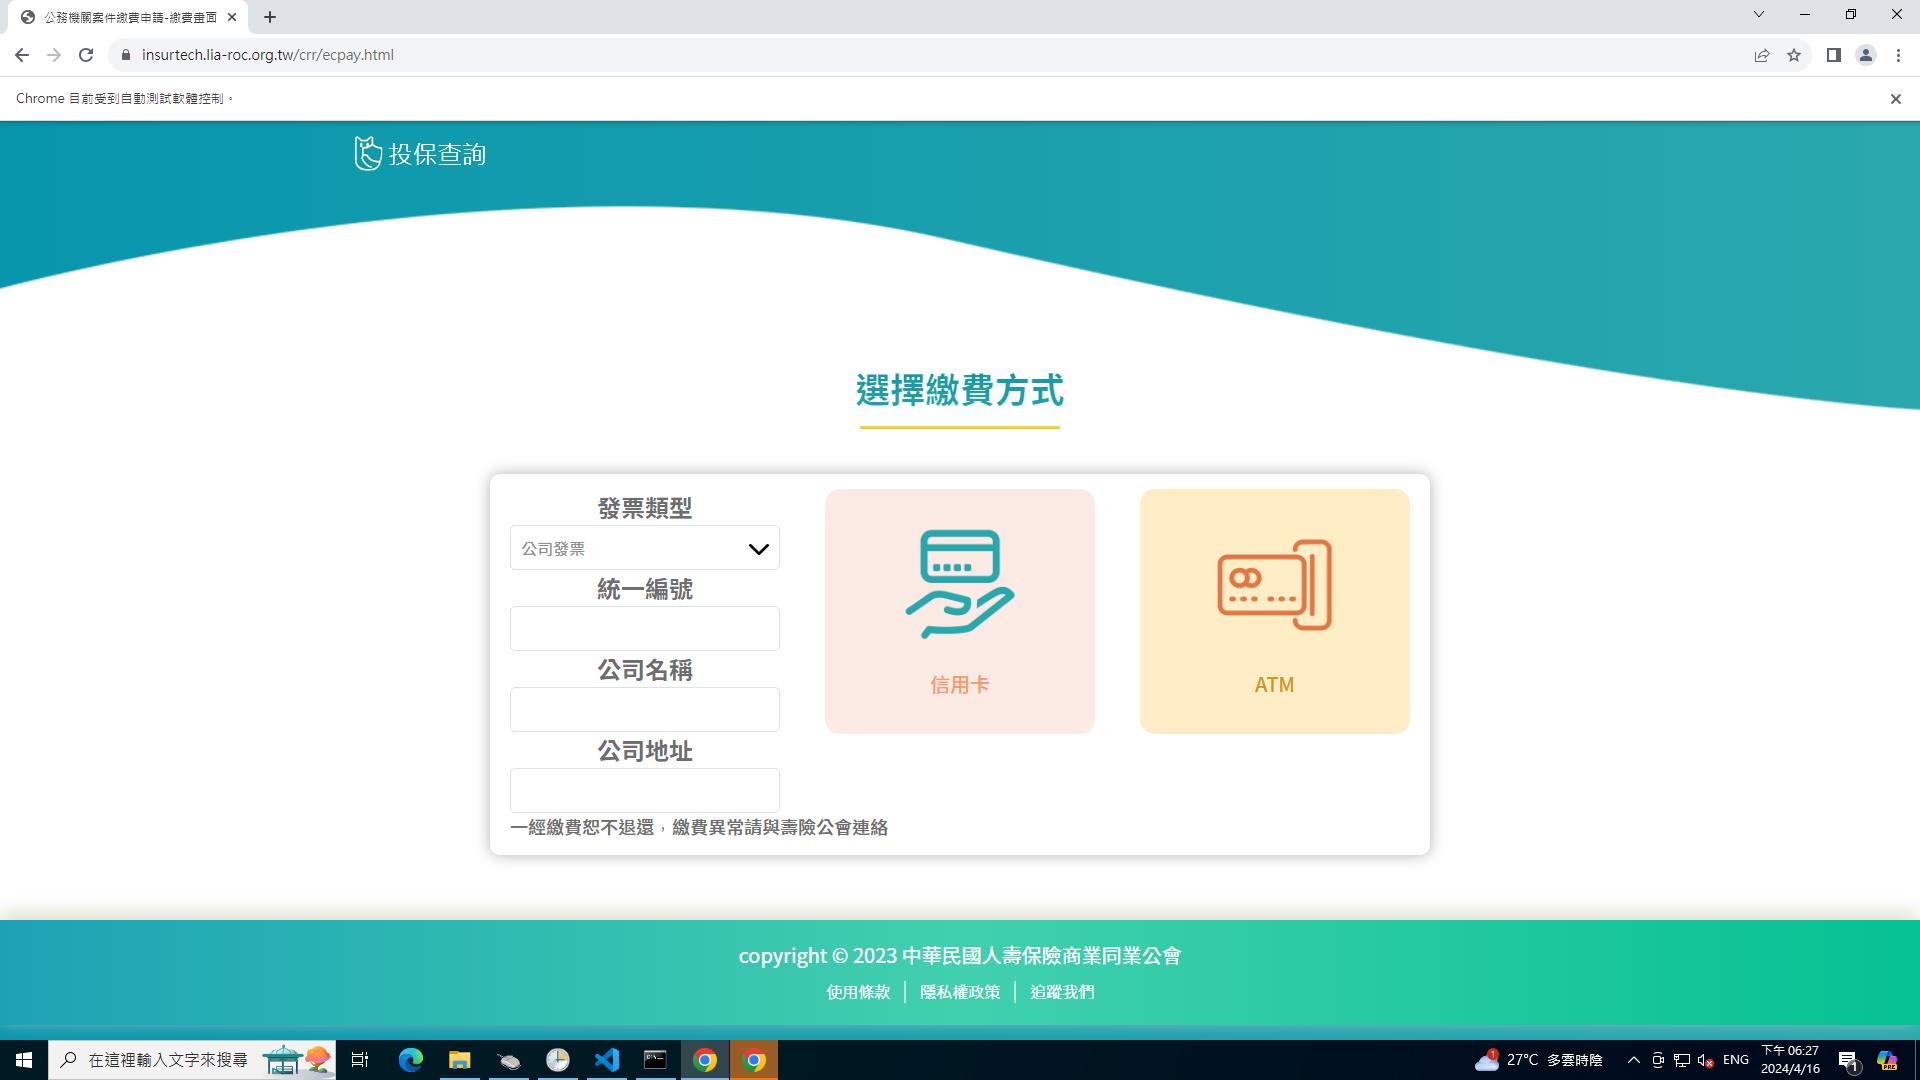 公務機關案件繳費申請-繳費畫面
insurtech.lia-roc.org.tw/crr/ecpay.html
Chrome 目前受到自動測試軟體控制。
投保查詢
選擇繳費方式
發票類型
公司發票
統一編號
公司名稱
公司地址
一經繳費恕不退還，繳費異常請與壽險公會連絡
信用卡
ATM
copyright © 2023 中華民國人壽保險商業同業公會
使用條款
隱私權政策
追蹤我們
在這裡輸入文字來搜尋
1
27°C 多雲時陰
ENG
下午 06:27
2024/4/16
1
PRE